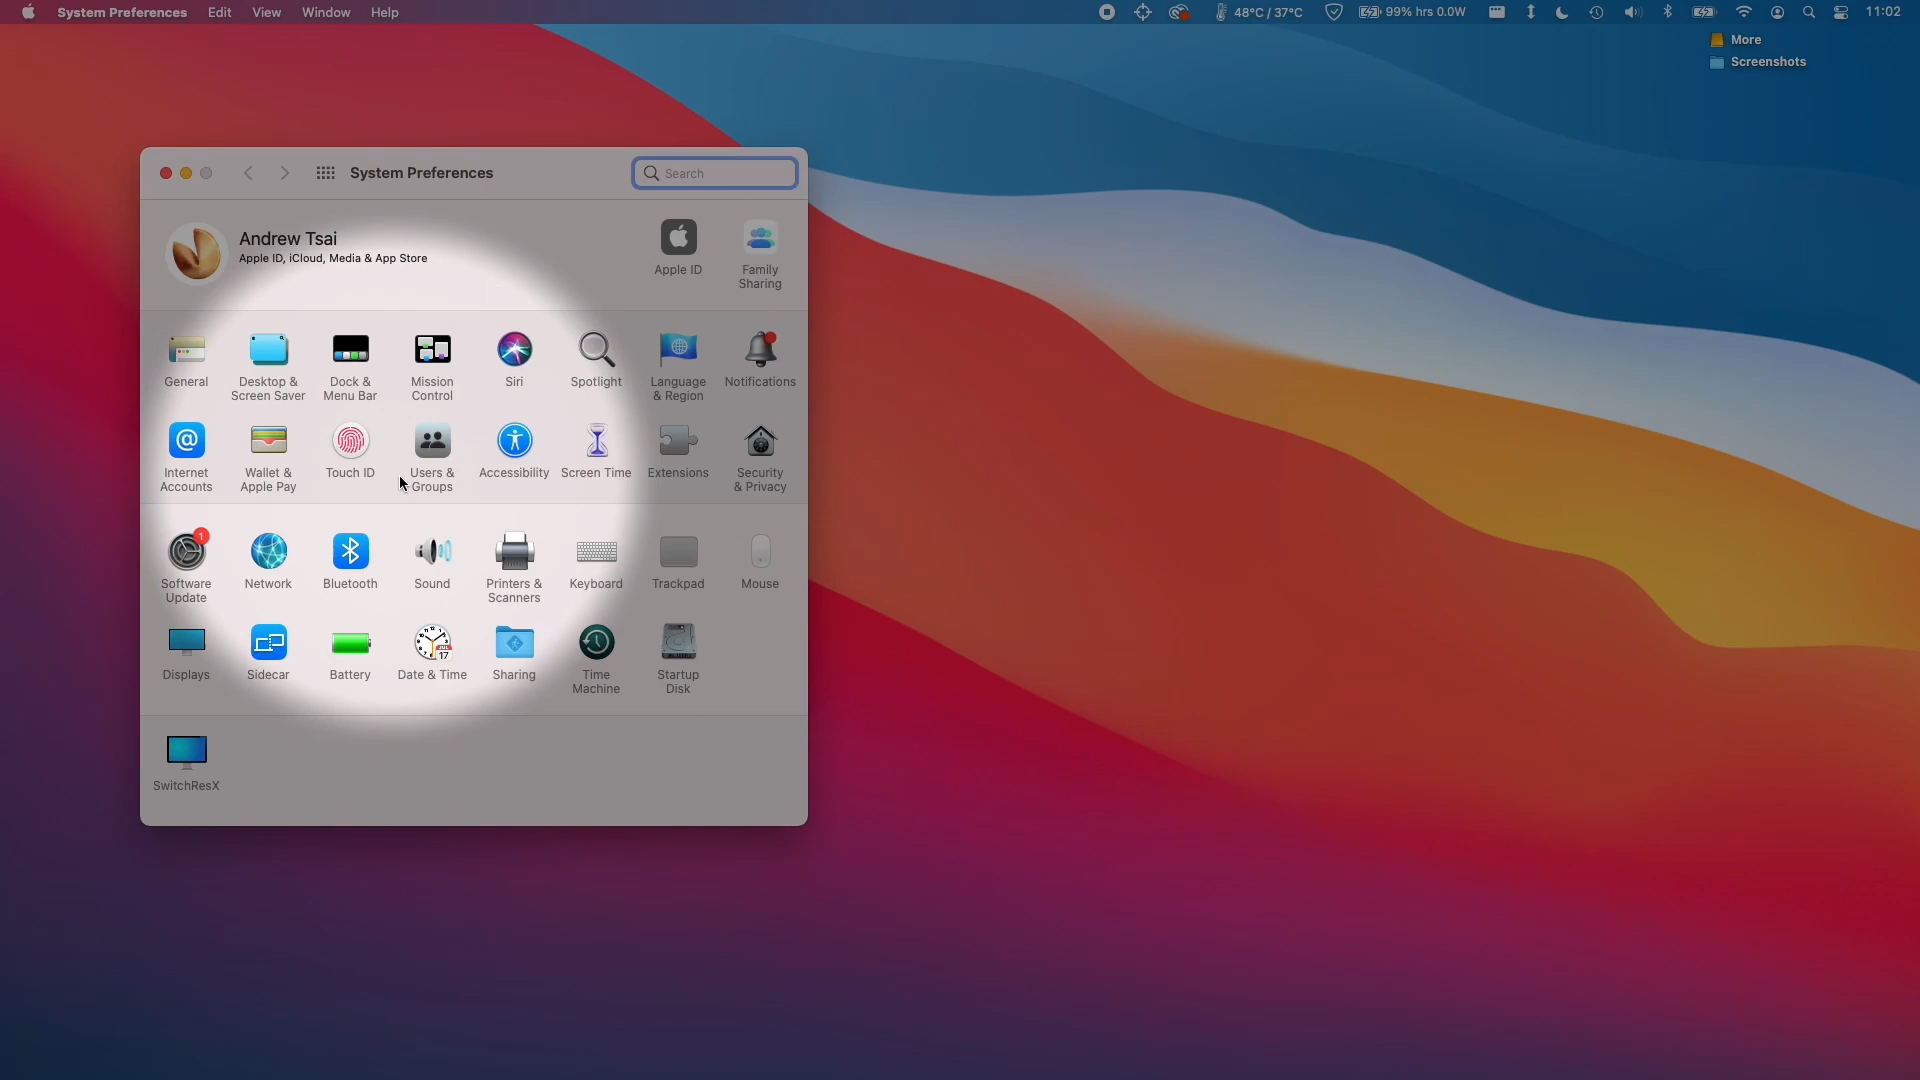 System Preferences Edit View Window Help
48°C / 37°C 99% hrs 0.0W 11:02
More
Screenshots
System Preferences
Search
Andrew Tsai
Apple ID, iCloud, Media & App Store
Apple ID
Family
Sharing
General
Desktop &
Screen Saver
Dock &
Menu Bar
Mission
Control
Siri
Spotlight
Language
& Region
Notifications
Internet
Accounts
Wallet &
Apple Pay
Touch ID
Users &
Groups
Accessibility
Screen Time
Extensions
Security
& Privacy
1
Software
Update
Network
Bluetooth
Sound
Printers &
Scanners
Keyboard
Trackpad
Mouse
Displays
Sidecar
Battery
JUL
17
Date & Time
Sharing
Time
Machine
Startup
Disk
SwitchResX